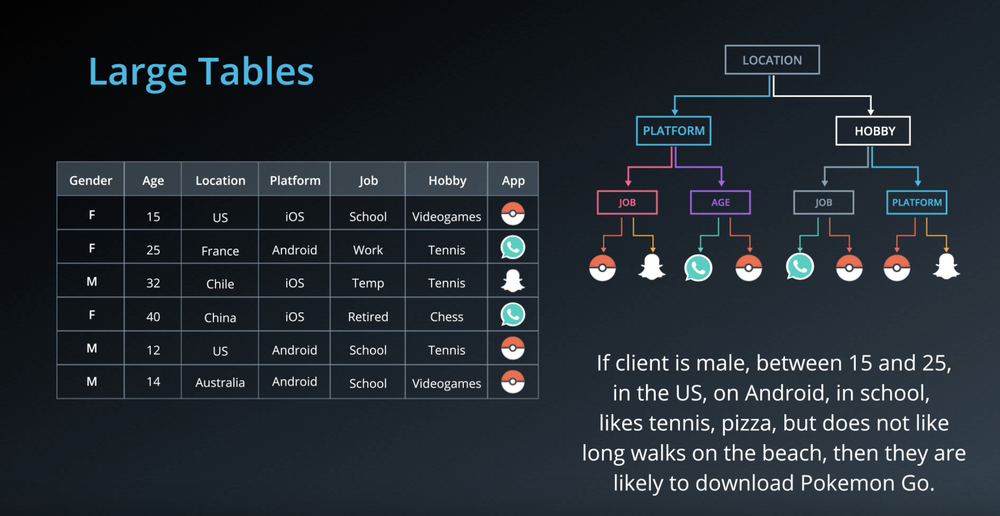 Large Tables
Gender Age Location Platform Job Hobby App
F 15 US iOS School Videogames
F 25 France Android Work Tennis
M 32 Chile iOS Temp Tennis
F 40 China iOS Retired Chess
M 12 US Android School Tennis
M 14 Australia Android School Videogames
LOCATION
PLATFORM HOBBY
JOB AGE JOB PLATFORM
If client is male, between 15 and 25,
in the US, on Android, in school,
likes tennis, pizza, but does not like
long walks on the beach, then they are
likely to download Pokemon Go.